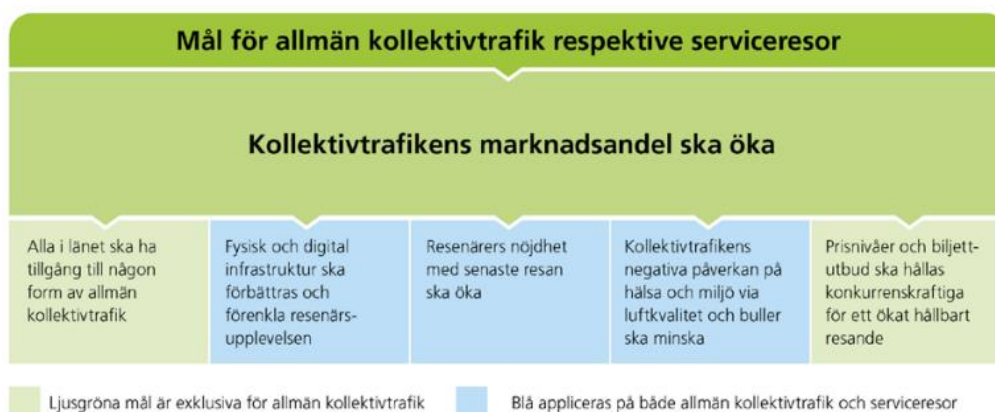 Mål för allmän kollektivtrafik respektive serviceresor
Kollektivtrafikens marknadsandel ska öka
Alla i länet ska ha
tillgång till någon
form av allmän
kollektivtrafik
Fysisk och digital
infrastruktur ska
förbättras och
förenkla resenärs-
upplevelsen
Resenärers nöjdhet
med senaste resan
ska öka
Kollektivtrafikens
negativa påverkan på
hälsa och miljö via
luftkvalitet och buller
ska minska
Prisnivåer och biljett-
utbud ska hållas
konkurrenskraftiga
för ett ökat hållbart
resande
Ljusgröna mål är exklusiva för allmän kollektivtrafik
Blå appliceras på både allmän kollektivtrafik och serviceresor